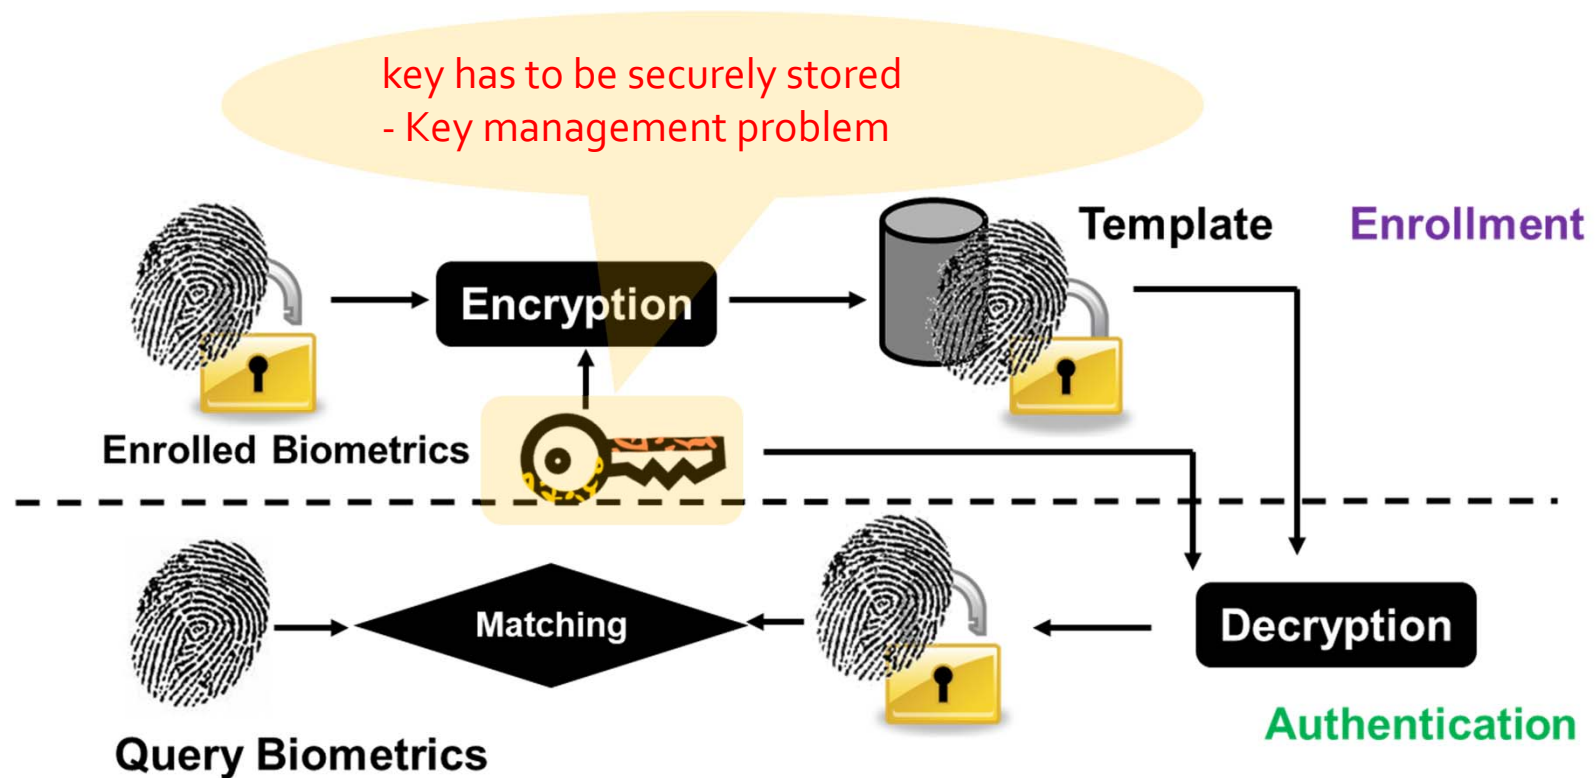 key has to be securely stored
- Key management problem
Template
Enrollment
Encryption
Enrolled Biometrics
Matching
Decryption
Authentication
Query Biometrics